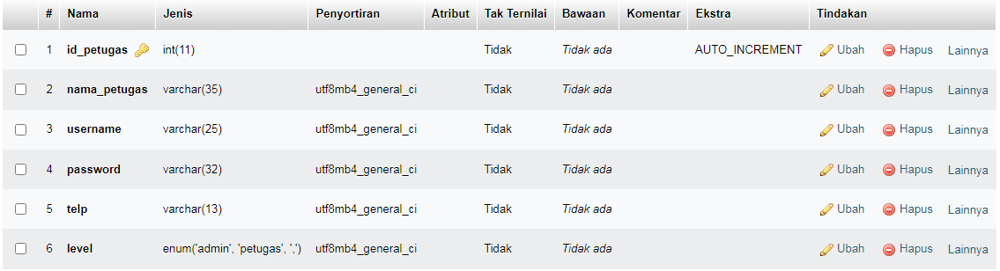 # Nama Jenis Penyortiran Atribut Tak Ternilai Bawaan Komentar Ekstra Tindakan
1 id_petugas int(11) Tidak Tidak ada AUTO_INCREMENT Ubah Hapus Lainnya
2 nama_petugas varchar(35) utf8mb4_general_ci Tidak Tidak ada Ubah Hapus Lainnya
3 username varchar(25) utf8mb4_general_ci Tidak Tidak ada Ubah Hapus Lainnya
4 password varchar(32) utf8mb4_general_ci Tidak Tidak ada Ubah Hapus Lainnya
5 telp varchar(13) utf8mb4_general_ci Tidak Tidak ada Ubah Hapus Lainnya
6 level enum('admin', 'petugas', ',') utf8mb4_general_ci Tidak Tidak ada Ubah Hapus Lainnya